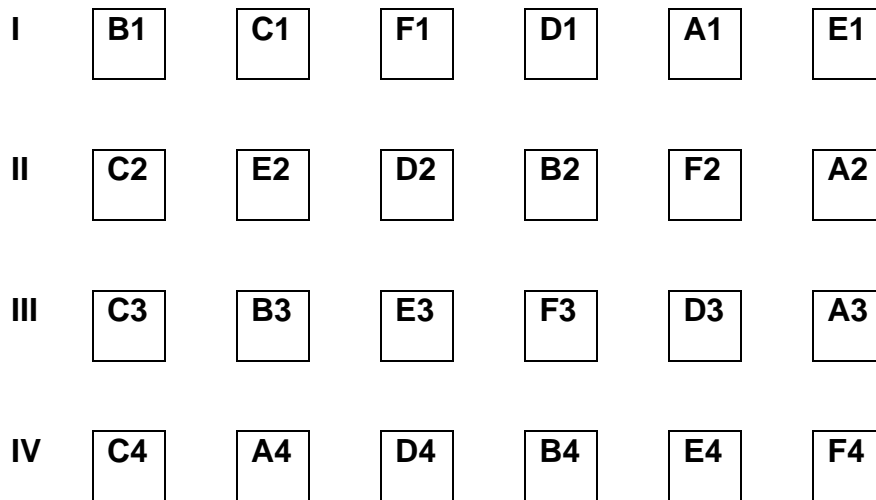 I B1 C1 F1 D1 A1 E1
II C2 E2 D2 B2 F2 A2
III C3 B3 E3 F3 D3 A3
IV C4 A4 D4 B4 E4 F4